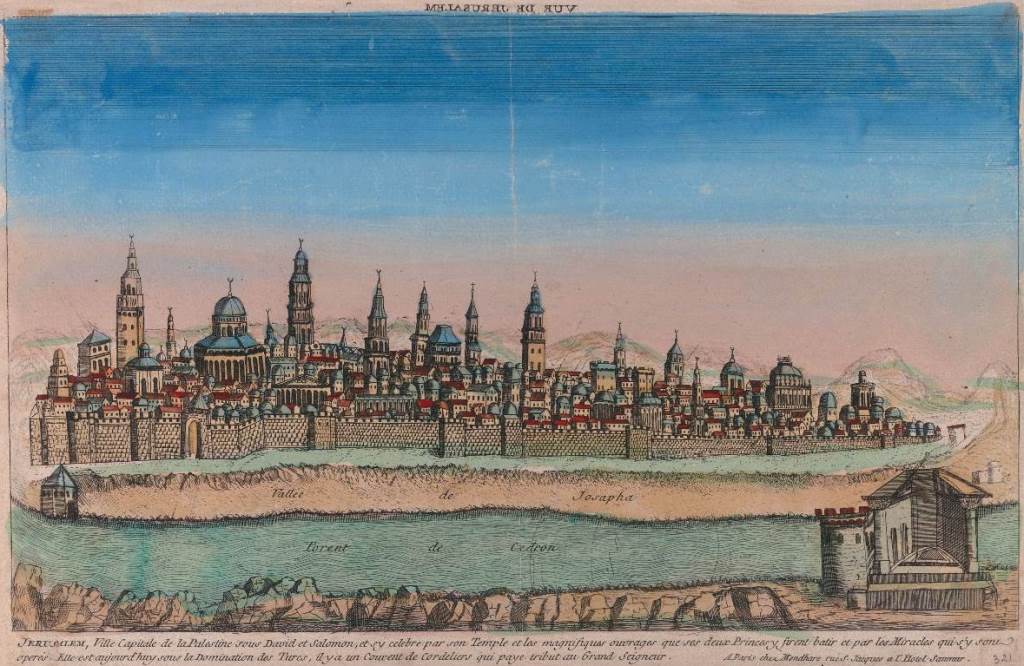 VUE DE JERUSALEM
Vallée de Josapha
Torent de Cedron
JERUSALEM, Ville Capitale de la Palestine sous David et Salomon, et sy celebre par son Temple et les magnifiques ouvrages que ses deux Princes y firent batir et par les Miracles qui s'y sont
operés. Elle est aujourd'huy sous la Domination des Turcs, il y a un Couvent de Cordeliers qui paye tribut au Grand Seigneur. A Paris chez Mondhare rue S. Jaques a l'Hotel Saumur
321